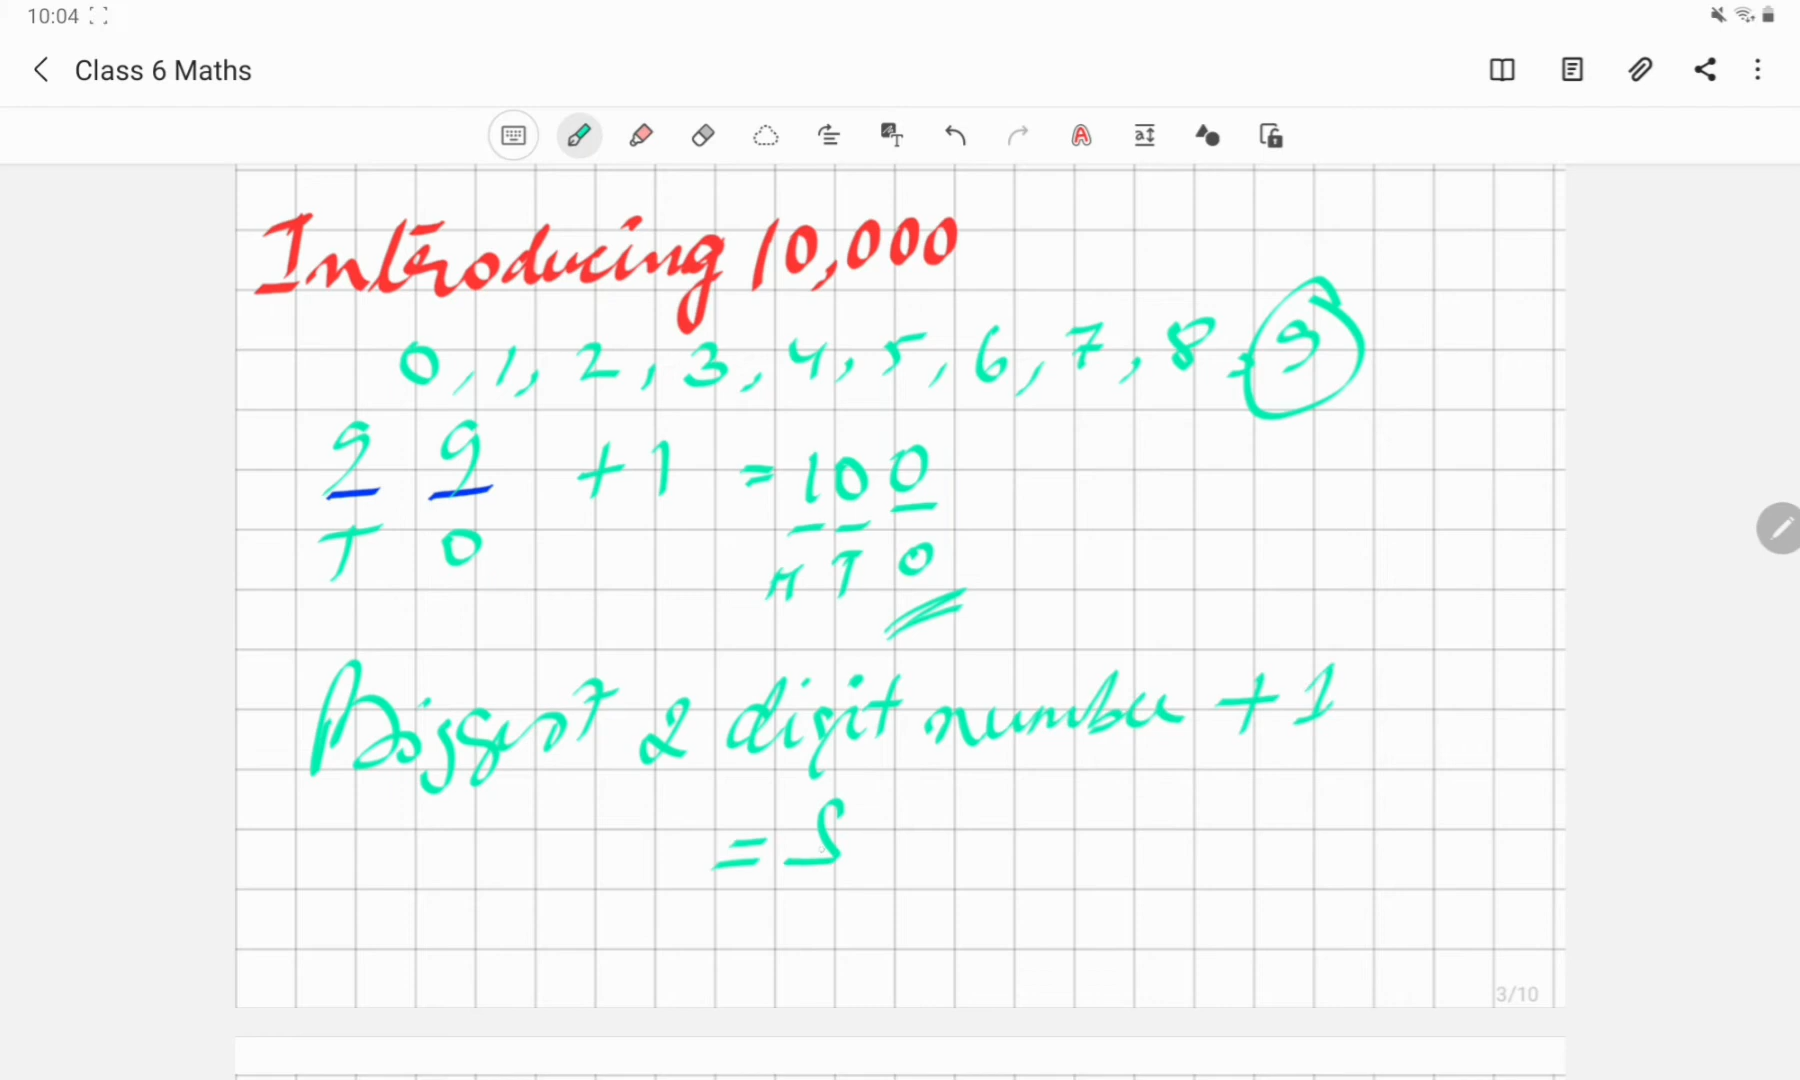 10:04
Class 6 Maths
Introducing 10,000
0, 1, 2, 3, 4, 5, 6, 7, 8, 9
9 9 + 1 = 100
T O H T O
Biggest 2 digit number + 1
= S
3/10